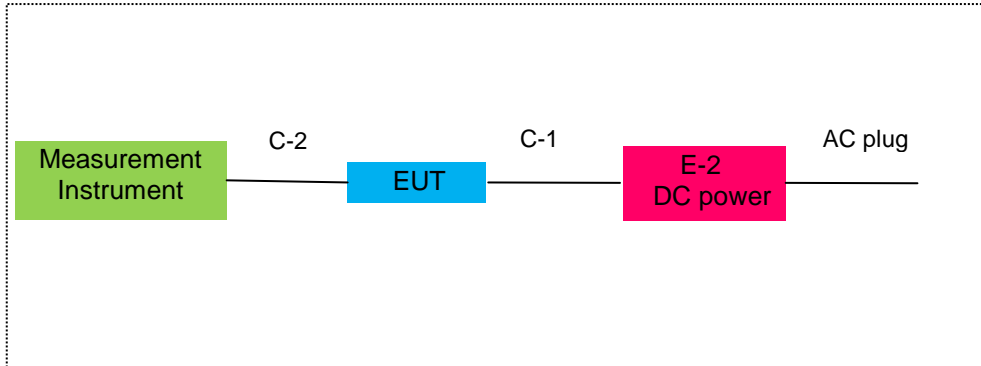 C-2
C-1
AC plug
Measurement
Instrument
EUT
E-2
DC power